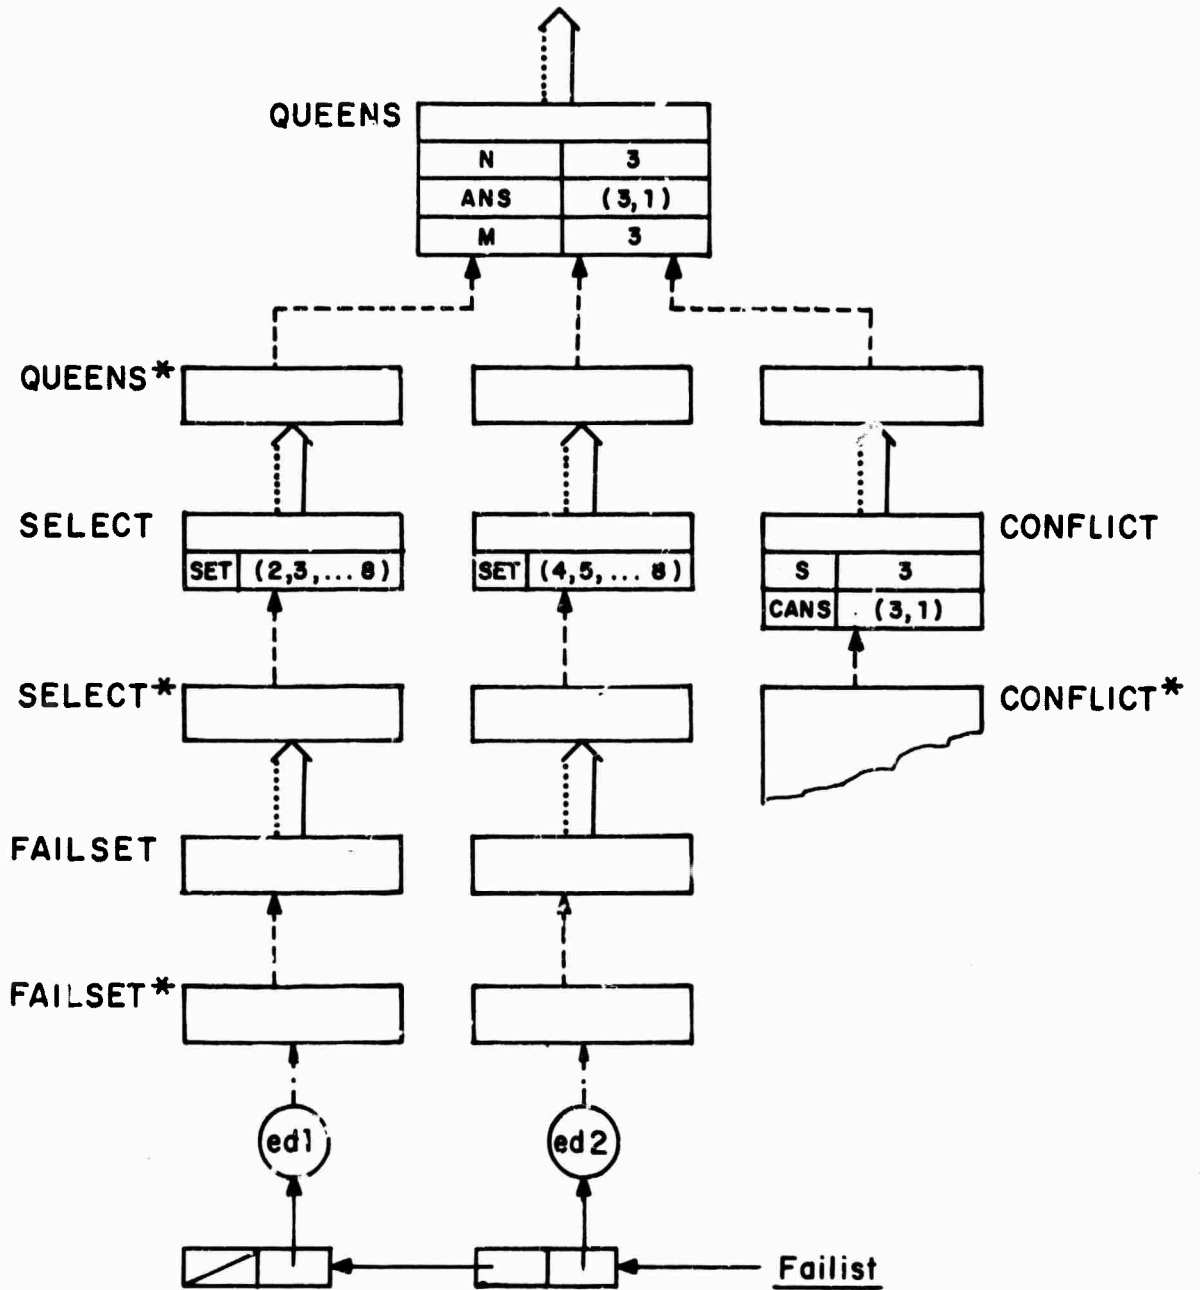 QUEENS
N 3
ANS (3,1)
M 3
QUEENS*
SELECT
SET (2,3,... 8)
SET (4,5,... 8)
CONFLICT
S 3
CANS (3,1)
SELECT*
CONFLICT*
FAILSET
FAILSET*
ed1
ed2
Failist